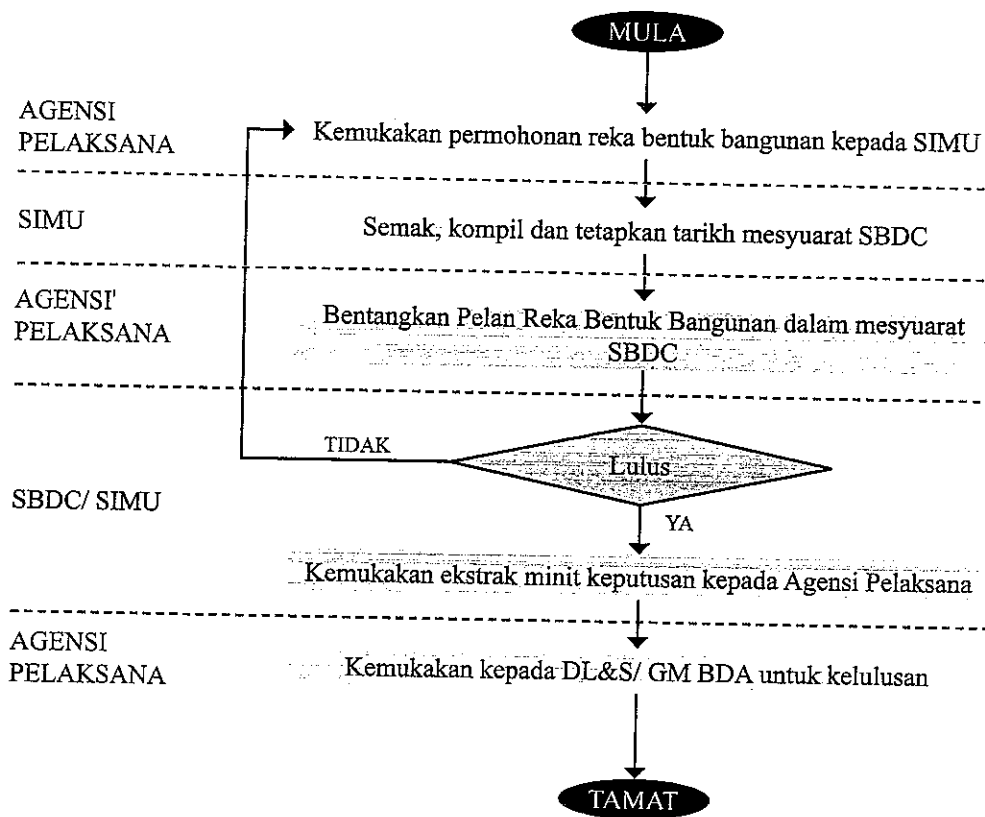 MULA
AGENSI
PELAKSANA
Kemukakan permohonan reka bentuk bangunan kepada SIMU
SIMU
Semak, kompil dan tetapkan tarikh mesyuarat SBDC
AGENSI'
PELAKSANA
Bentangkan Pelan Reka Bentuk Bangunan dalam mesyuarat
SBDC
TIDAK
Lulus
SBDC/ SIMU
YA
Kemukakan ekstrak minit keputusan kepada Agensi Pelaksana
AGENSI
PELAKSANA
Kemukakan kepada DL&S/ GM BDA untuk kelulusan
TAMAT